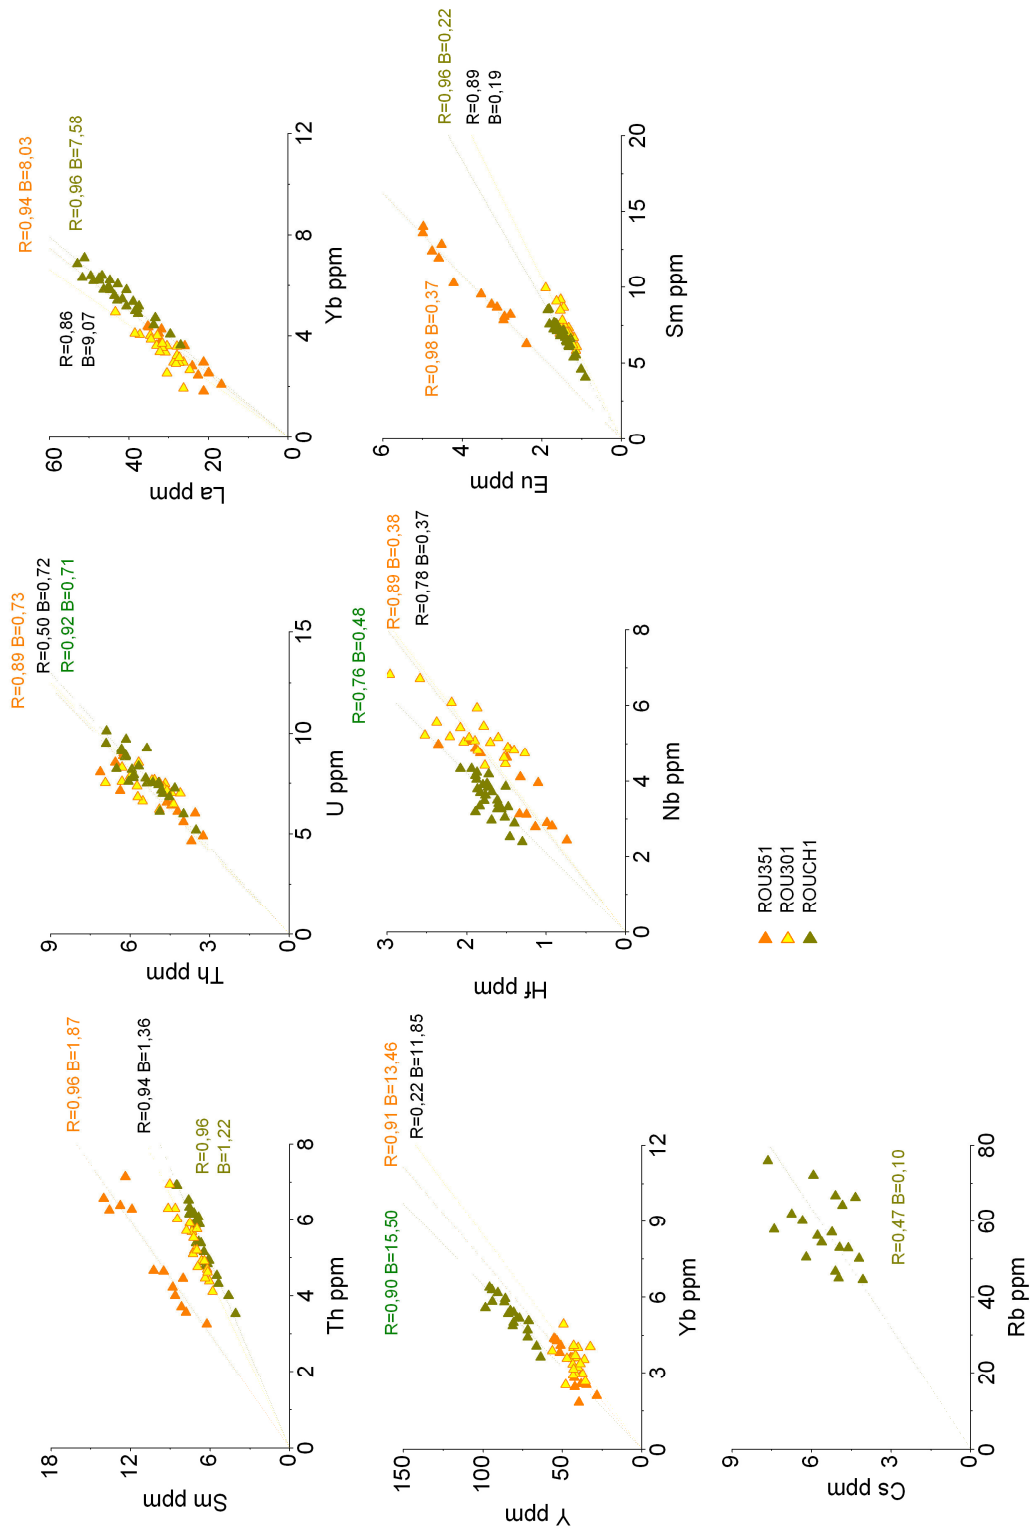 R=0,96 B=1,87
R=0,94 B=1,36
R=0,96
B=1,22
18
12
6
0
Sm ppm
0
2
4
6
8
Th ppm
R=0,89 B=0,73
R=0,50 B=0,72
R=0,92 B=0,71
9
6
3
0
Th ppm
0
5
10
15
U ppm
R=0,94 B=8,03
R=0,96 B=7,58
R=0,86
B=9,07
60
40
20
0
La ppm
0
4
8
12
Yb ppm
R=0,90 B=15,50
R=0,91 B=13,46
R=0,22 B=11,85
150
100
50
0
Y ppm
0
3
6
9
12
Yb ppm
R=0,76 B=0,48
R=0,89 B=0,38
R=0,78 B=0,37
3
2
1
0
Hf ppm
0
2
4
6
8
Nb ppm
R=0,98 B=0,37
R=0,96 B=0,22
R=0,89
B=0,19
6
4
2
0
Eu ppm
0
5
10
15
20
Sm ppm
R=0,47 B=0,10
9
6
3
0
Cs ppm
0
20
40
60
80
Rb ppm
ROU351
ROU301
ROUCH1